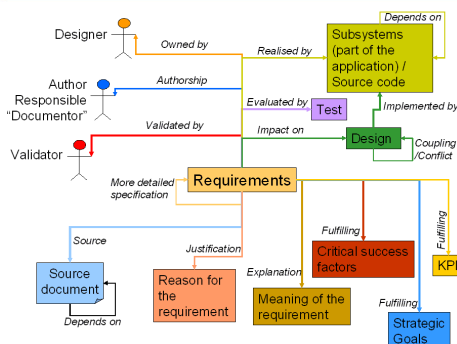 Designer
Owned by
Realised by
Depends on
Subsystems
(part of the
application) /
Source code
Author
Responsible
"Documentor"
Authorship
Evaluated by
Test
Implemented by
Validated by
Validator
Impact on
Design
Coupling
/Conflict
More detailed
specification
Requirements
Source
Justification
Explanation
Fulfilling
Fulfilling
Fulfilling
Source
document
Depends on
Reason for
the
requirement
Meaning of the
requirement
Critical success
factors
KPI
Strategic
Goals